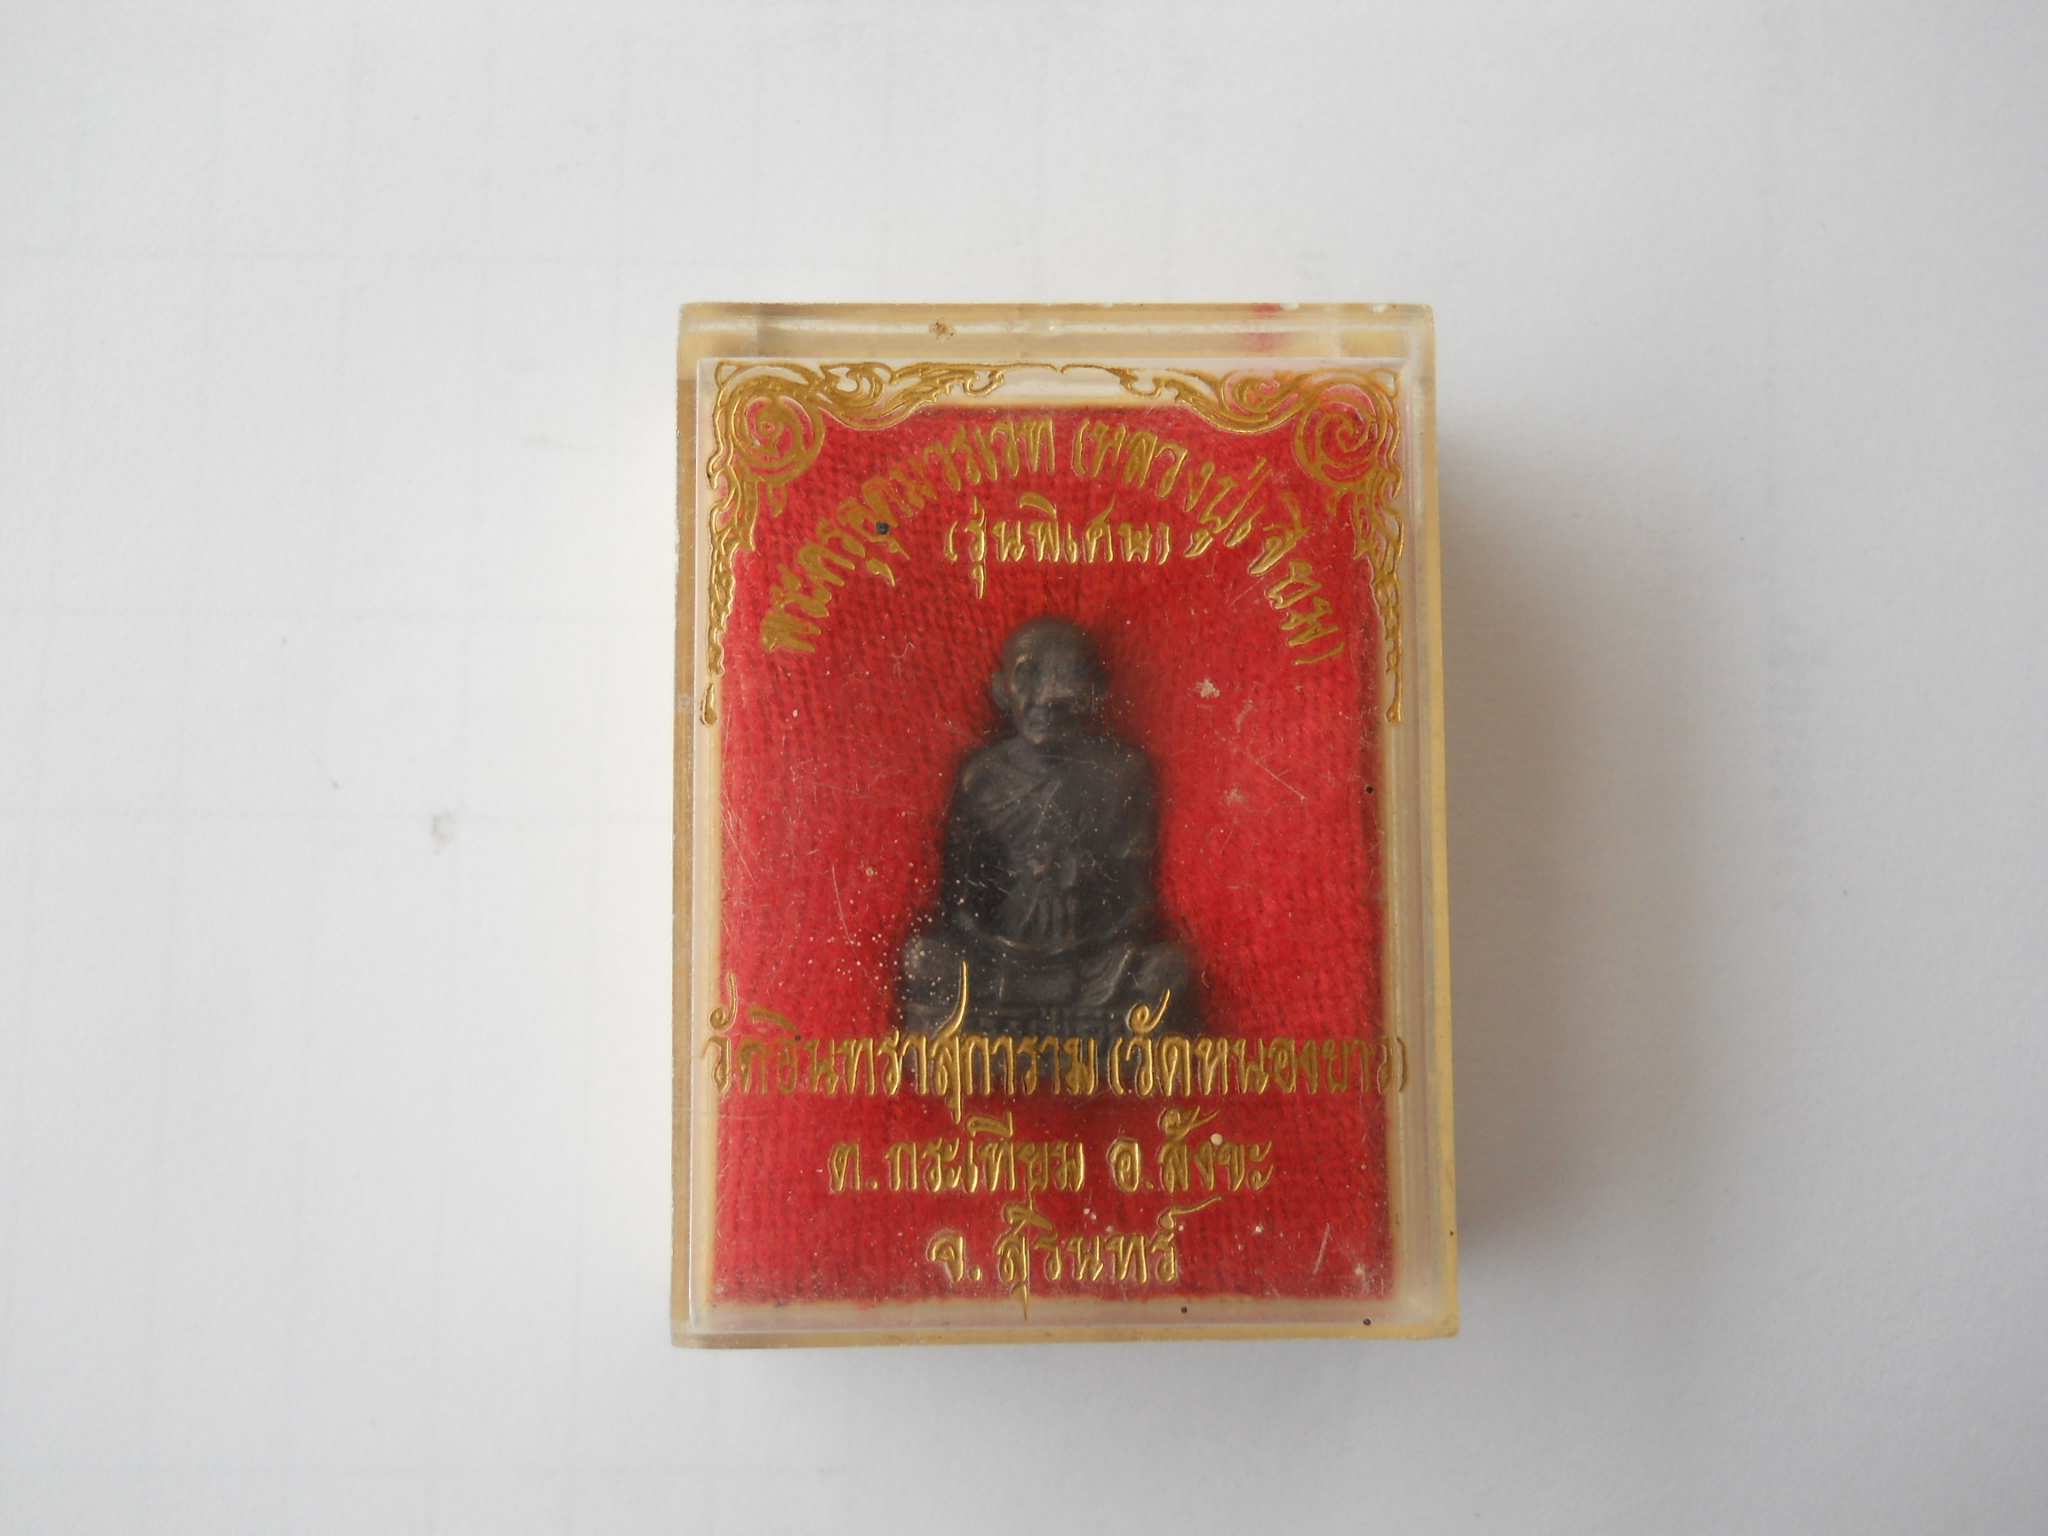 พระครูอุดมวรเวท (หลวงปู่เจียม)
(รุ่นพิเศษ)
วัดอินทราสุการาม (วัดหนองยาว)
ต. กระเทียม อ. สังขะ
จ. สุรินทร์